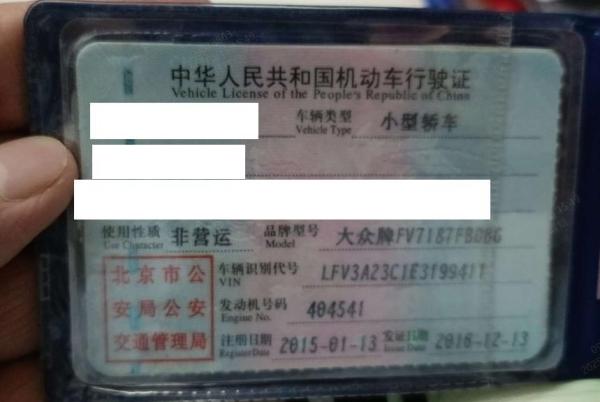 中华人民共和国机动车行驶证
Vehicle License of the People's Republic of China
车辆类型 小型轿车
Vehicle Type
使用性质 非营运 品牌型号 大众牌FV7187FBDBG
Use Character Model
北京市公 车辆识别代号 LFV3A23C1E3199411
VIN
安局公安 发动机号码 404541
Engine No.
交通管理局 注册日期 2015-01-13 发证日期 2016-12-13
Register Date Issue Date